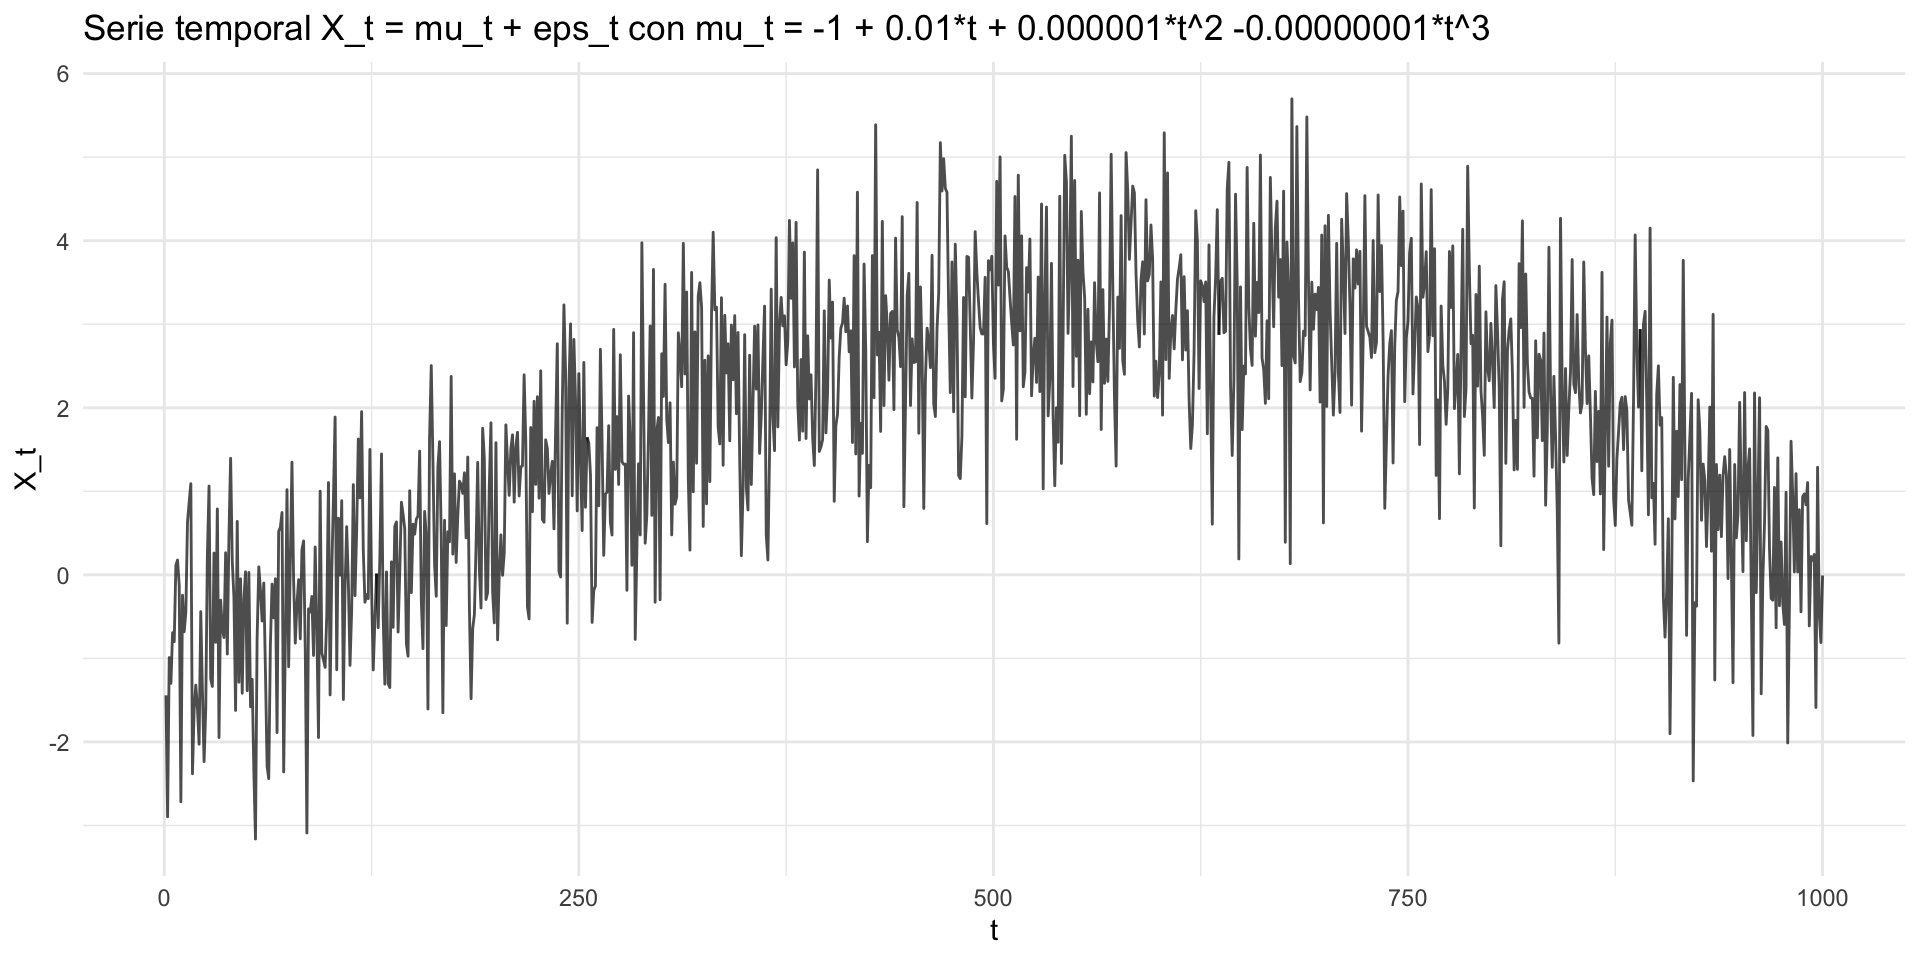 Serie temporal X_t = mu_t + eps_t con mu_t = -1 + 0.01*t + 0.000001*t^2 -0.00000001*t^3
6
4
2
0
-2
X_t
0 250 500 750 1000
t